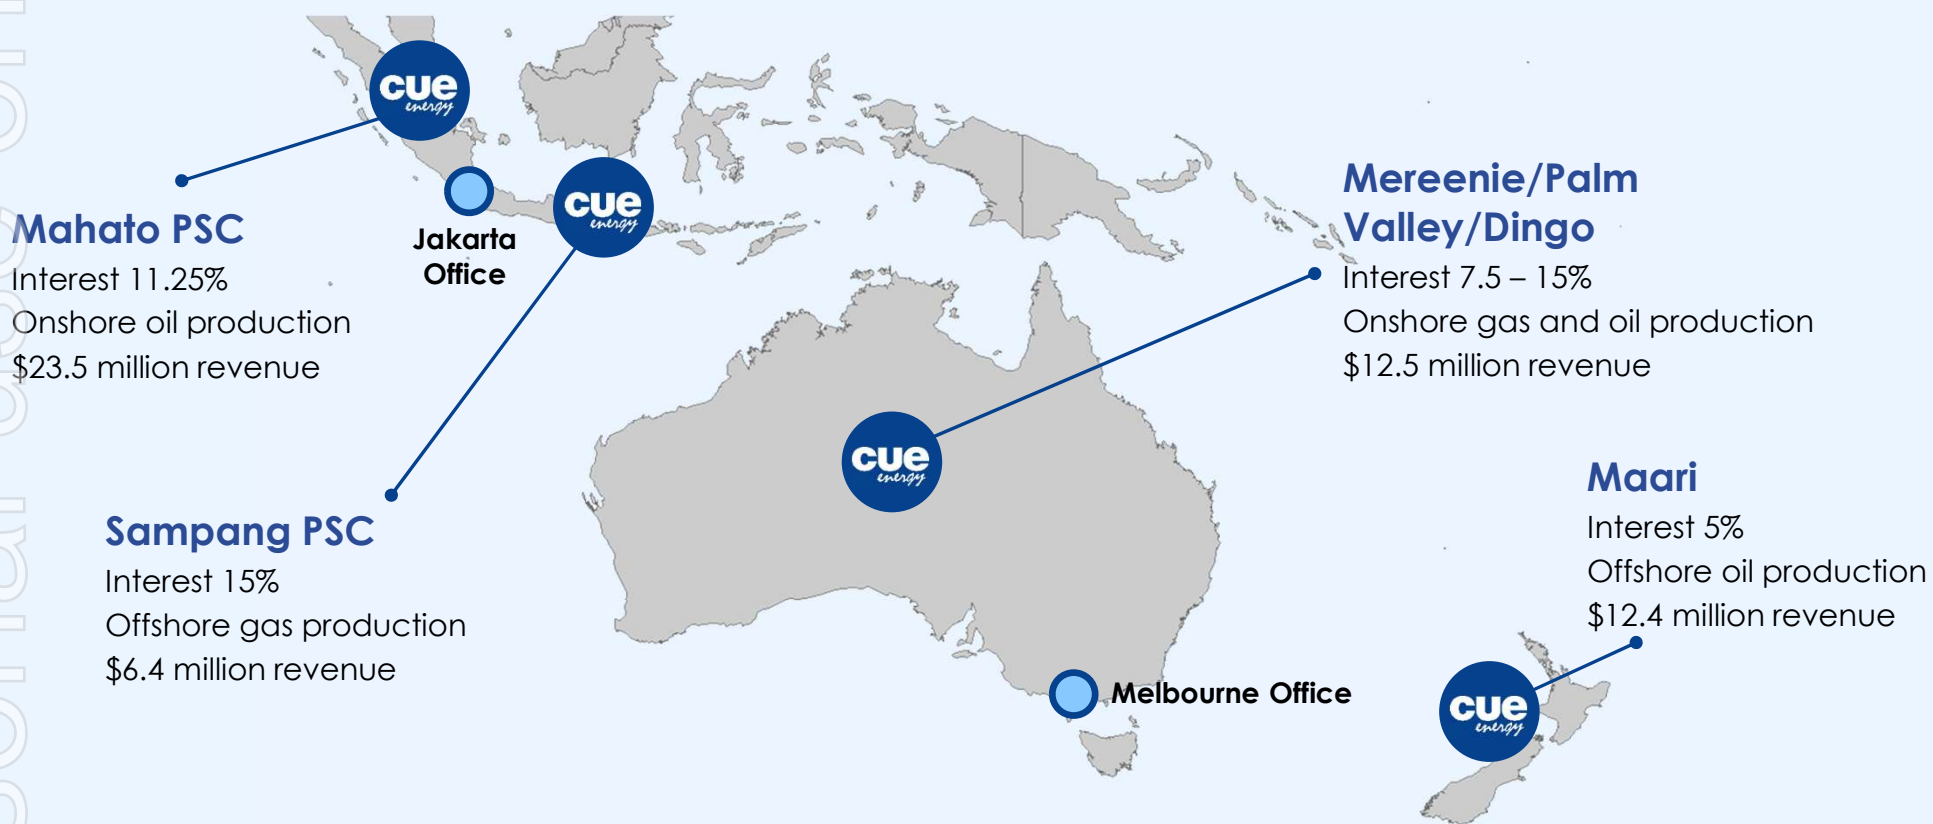 cue
energy
Mahato PSC
Interest 11.25%
Onshore oil production
$23.5 million revenue
Jakarta
Office
cue
energy
Sampang PSC
Interest 15%
Offshore gas production
$6.4 million revenue
Mereenie/Palm
Valley/Dingo
Interest 7.5 – 15%
Onshore gas and oil production
$12.5 million revenue
cue
energy
Maari
Interest 5%
Offshore oil production
$12.4 million revenue
Melbourne Office
cue
energy